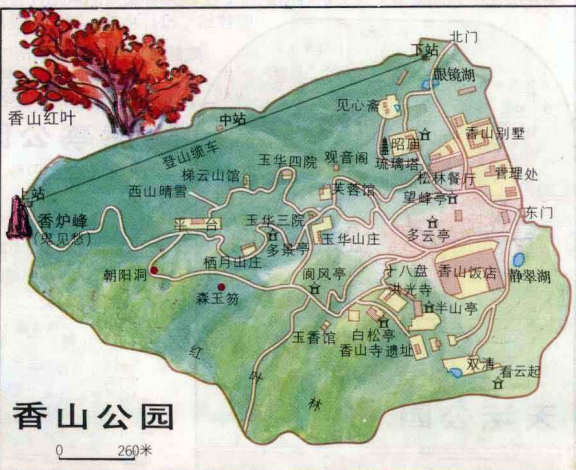 北门
下站
眼镜湖
见心斋
香山红叶
中站
昭庙
香山别墅
登山缆车
玉华四院
观音阁
琉璃塔
梯云山馆
松林餐厅
管理处
西山晴雪
芙蓉馆
望峰亭
上站
香炉峰
(鬼见愁)
平台
玉华三院
东门
多云亭
玉华山庄
多景亭
栖月山庄
朝阳洞
阆风亭
十八盘
香山饭店
静翠湖
森玉笏
洪光寺
半山亭
玉香馆
白松亭
香山寺遗址
红叶林
双清
看云起
香山公园
0 260米